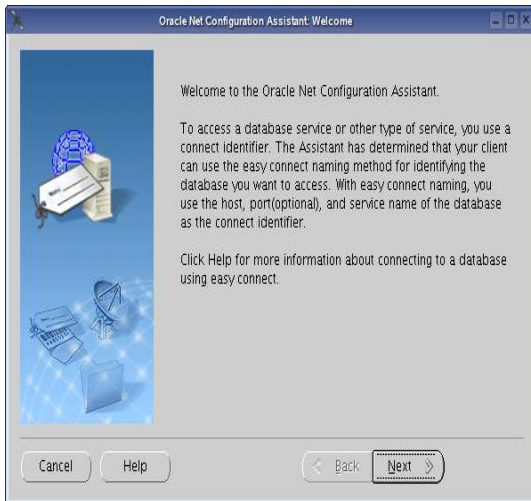 Oracle Net Configuration Assistant: Welcome
Welcome to the Oracle Net Configuration Assistant.
To access a database service or other type of service, you use a
connect identifier. The Assistant has determined that your client
can use the easy connect naming method for identifying the
database you want to access. With easy connect naming, you
use the host, port(optional), and service name of the database
as the connect identifier.
Click Help for more information about connecting to a database
using easy connect.
Cancel
Help
Back
Next